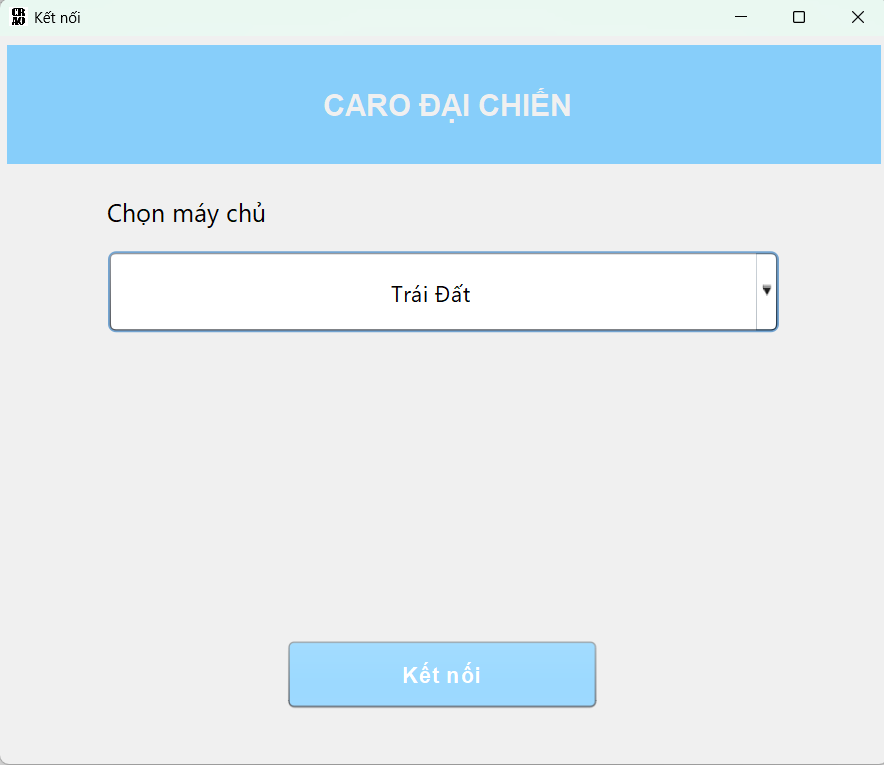 Kết nối
CARO ĐẠI CHIẾN
Chọn máy chủ
Trái Đất
Kết nối